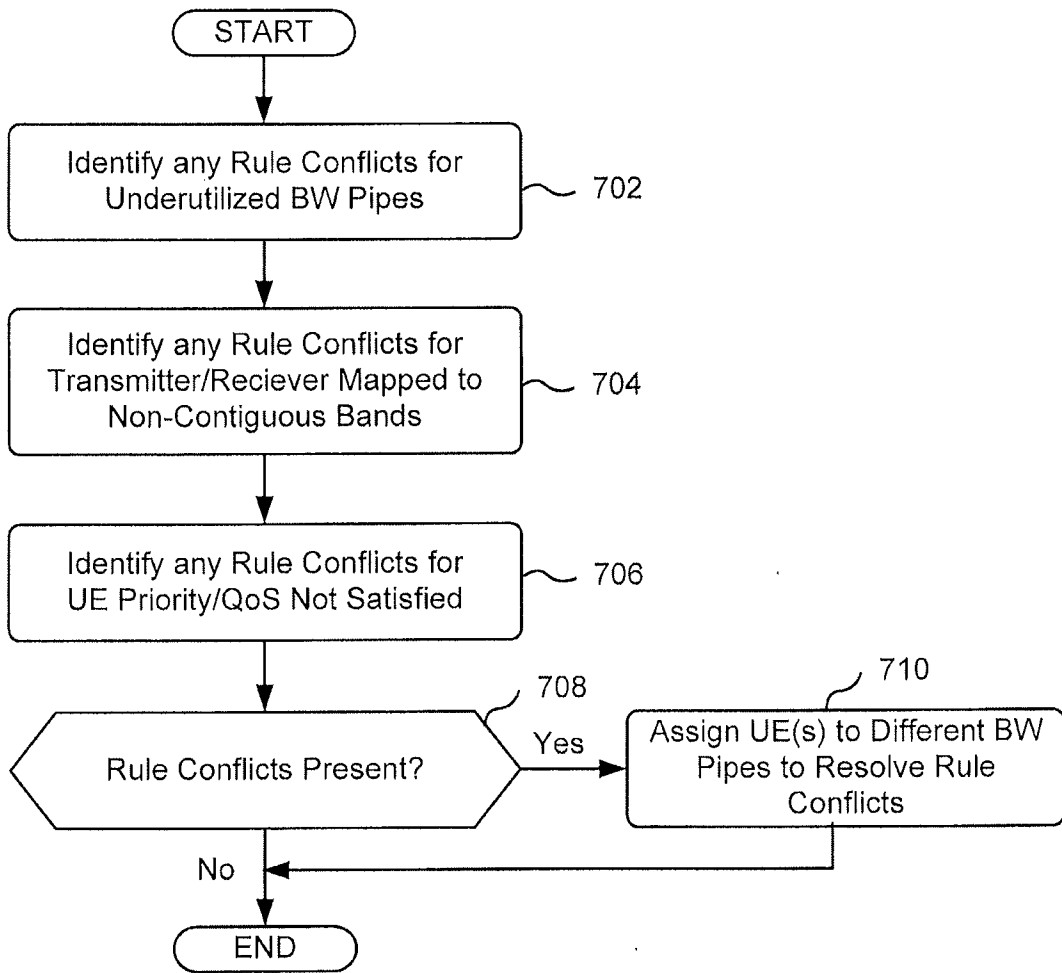 START
Identify any Rule Conflicts for
Underutilized BW Pipes
702
Identify any Rule Conflicts for
Transmitter/Reciever Mapped to
Non-Contiguous Bands
704
Identify any Rule Conflicts for
UE Priority/QoS Not Satisfied
706
708
Rule Conflicts Present?
Yes
710
Assign UE(s) to Different BW
Pipes to Resolve Rule
Conflicts
No
END